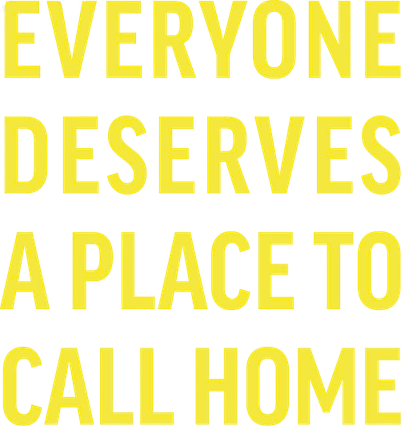 EVERYONE
DESERVES
A PLACE TO
CALL HOME